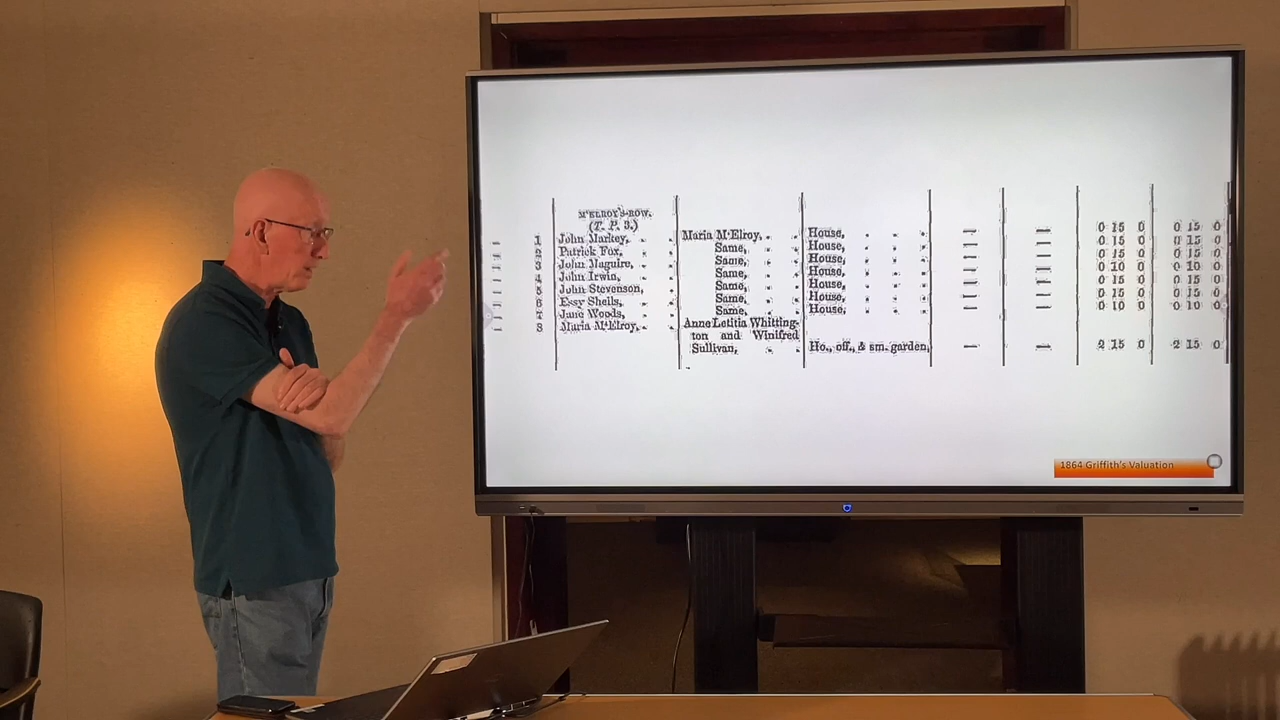 M'ELROY'S-ROW.
(T. P. 3.)
— 1 John Markey, . . Maria M'Elroy, . . House, . . . — — 0 15 0 0 15 0
— 2 Patrick Fox, . . Same, . . House, . . . — — 0 15 0 0 15 0
— 3 John Maguire, . . Same, . . House, . . . — — 0 15 0 0 15 0
— 4 John Irwin, . . Same, . . House, . . . — — 0 10 0 0 10 0
— 5 John Stevenson, . Same, . . House, . . . — — 0 15 0 0 15 0
— 6 Essy Sheils, . . Same, . . House, . . . — — 0 15 0 0 15 0
— 7 Jane Woods, . . Same, . . House, . . . — — 0 10 0 0 10 0
— 8 Maria M'Elroy, . . Anne Letitia Whitting-
ton and Winifred
Sullivan, . . Ho., off., & sm. garden, — — 2 15 0 2 15 0
1864 Griffith's Valuation